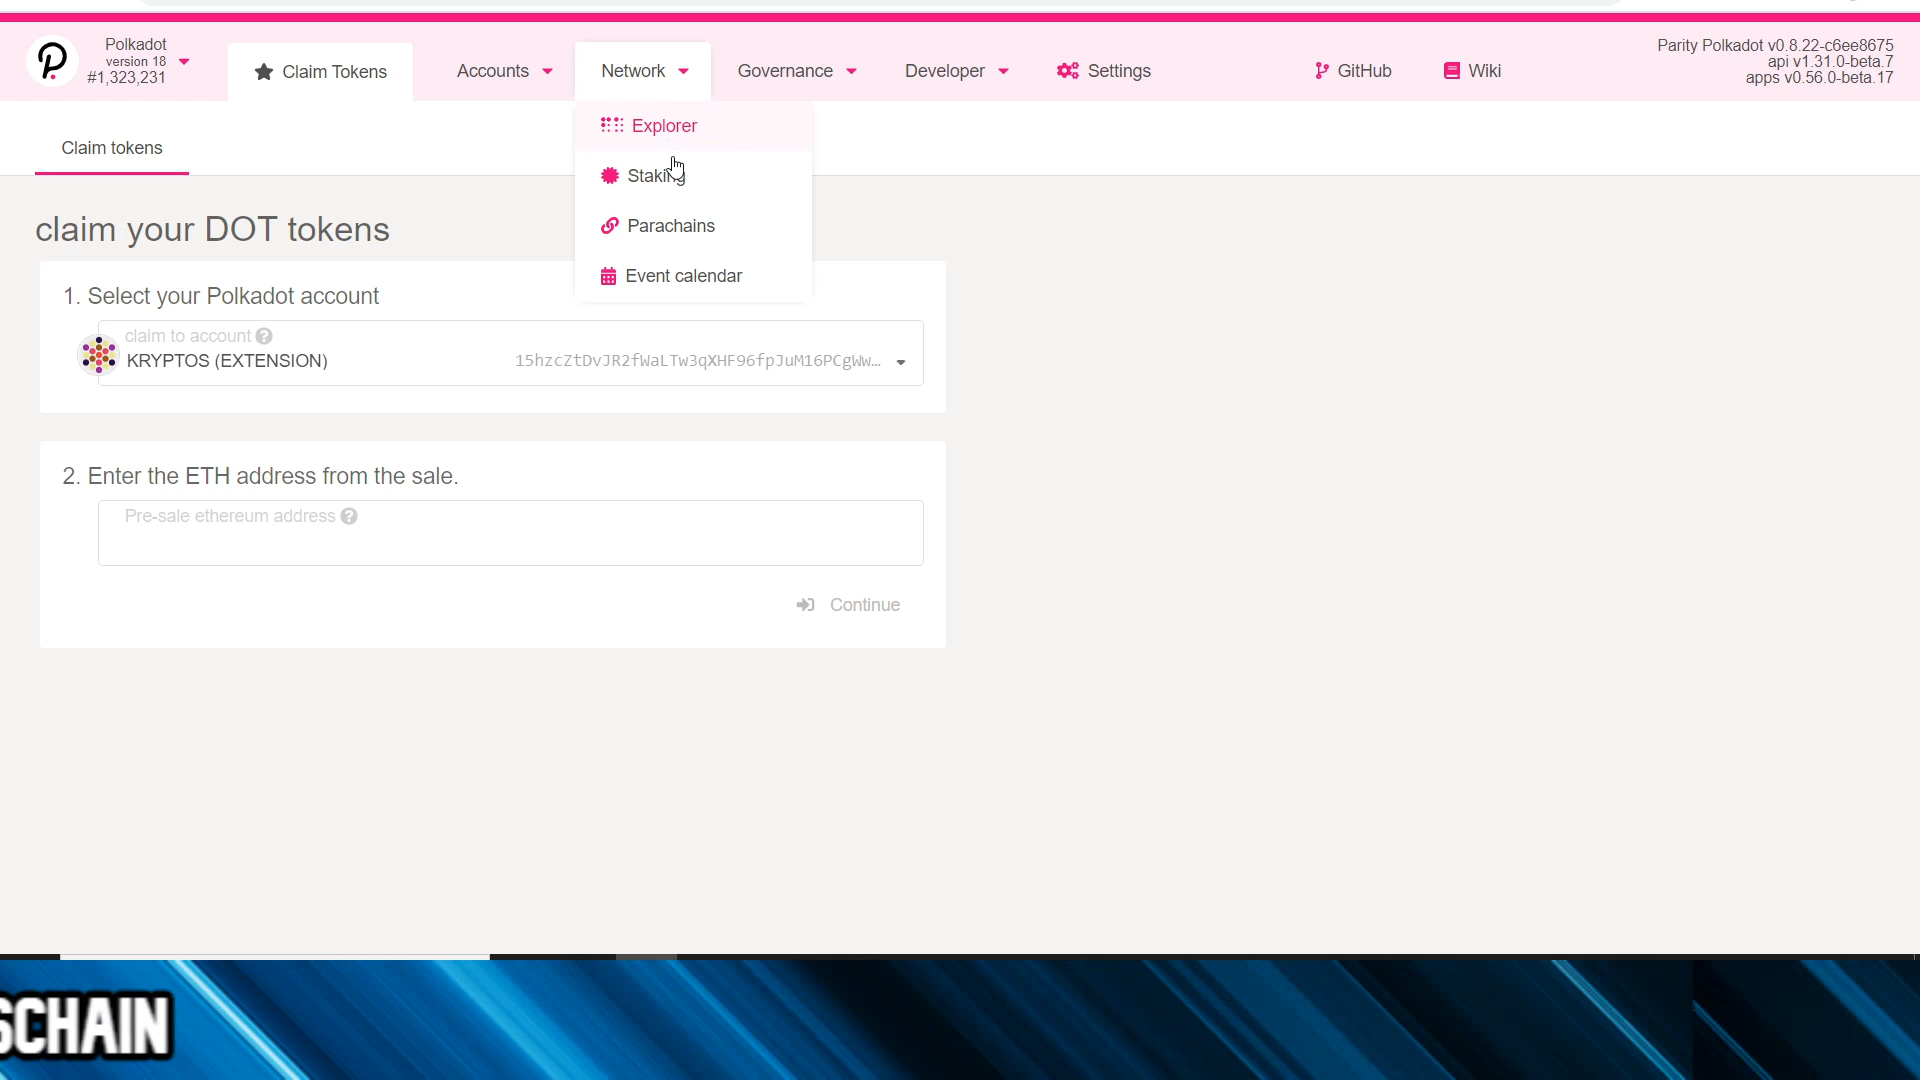 Polkadot
version 18
#1,323,231
Claim Tokens
Accounts
Network
Governance
Developer
Settings
GitHub
Wiki
Parity Polkadot v0.8.22-c6ee8675
api v1.31.0-beta.7
apps v0.56.0-beta.17
Explorer
Staking
Parachains
Event calendar
Claim tokens
claim your DOT tokens
1. Select your Polkadot account
claim to account
KRYPTOS (EXTENSION)
15hzcZtDvJR2fWaLTw3qXHF96fpJuM16PCgWw…
2. Enter the ETH address from the sale.
Pre-sale ethereum address
Continue
SCHAIN